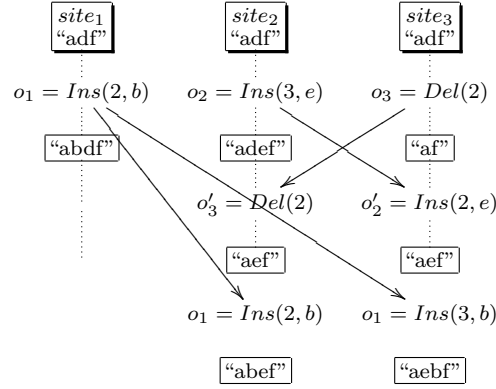 site₁ site₂ site₃
“adf” “adf” “adf”
o₁ = Ins(2, b) o₂ = Ins(3, e) o₃ = Del(2)
“abdf” “adef” “af”
o′₃ = Del(2) o′₂ = Ins(2, e)
“aef” “aef”
o₁ = Ins(2, b) o₁ = Ins(3, b)
“abef” “aebf”